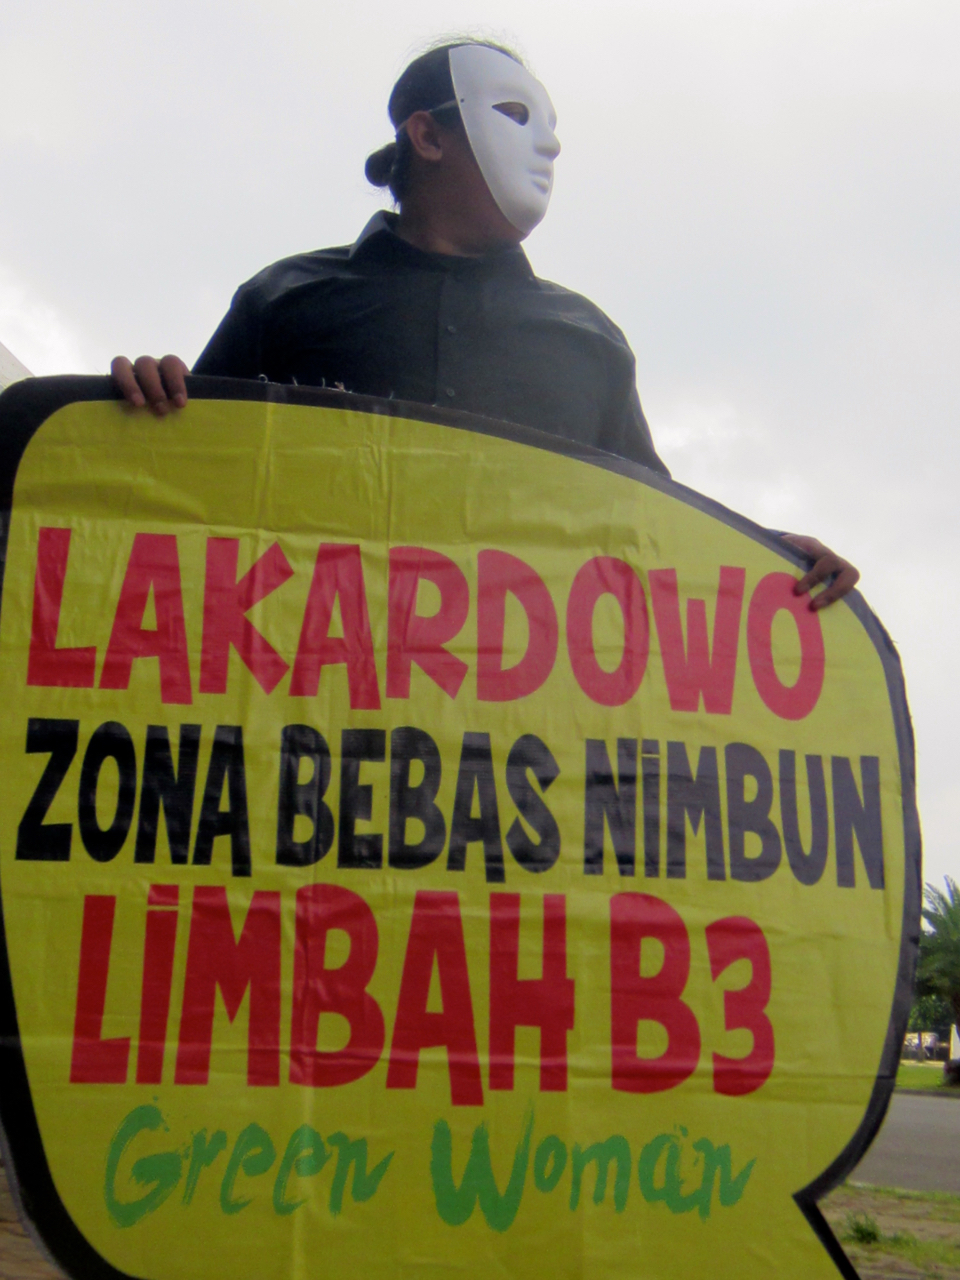 LAKARDOWO
ZONA BEBAS NiMBUN
LiMBAH B3
Green Woman